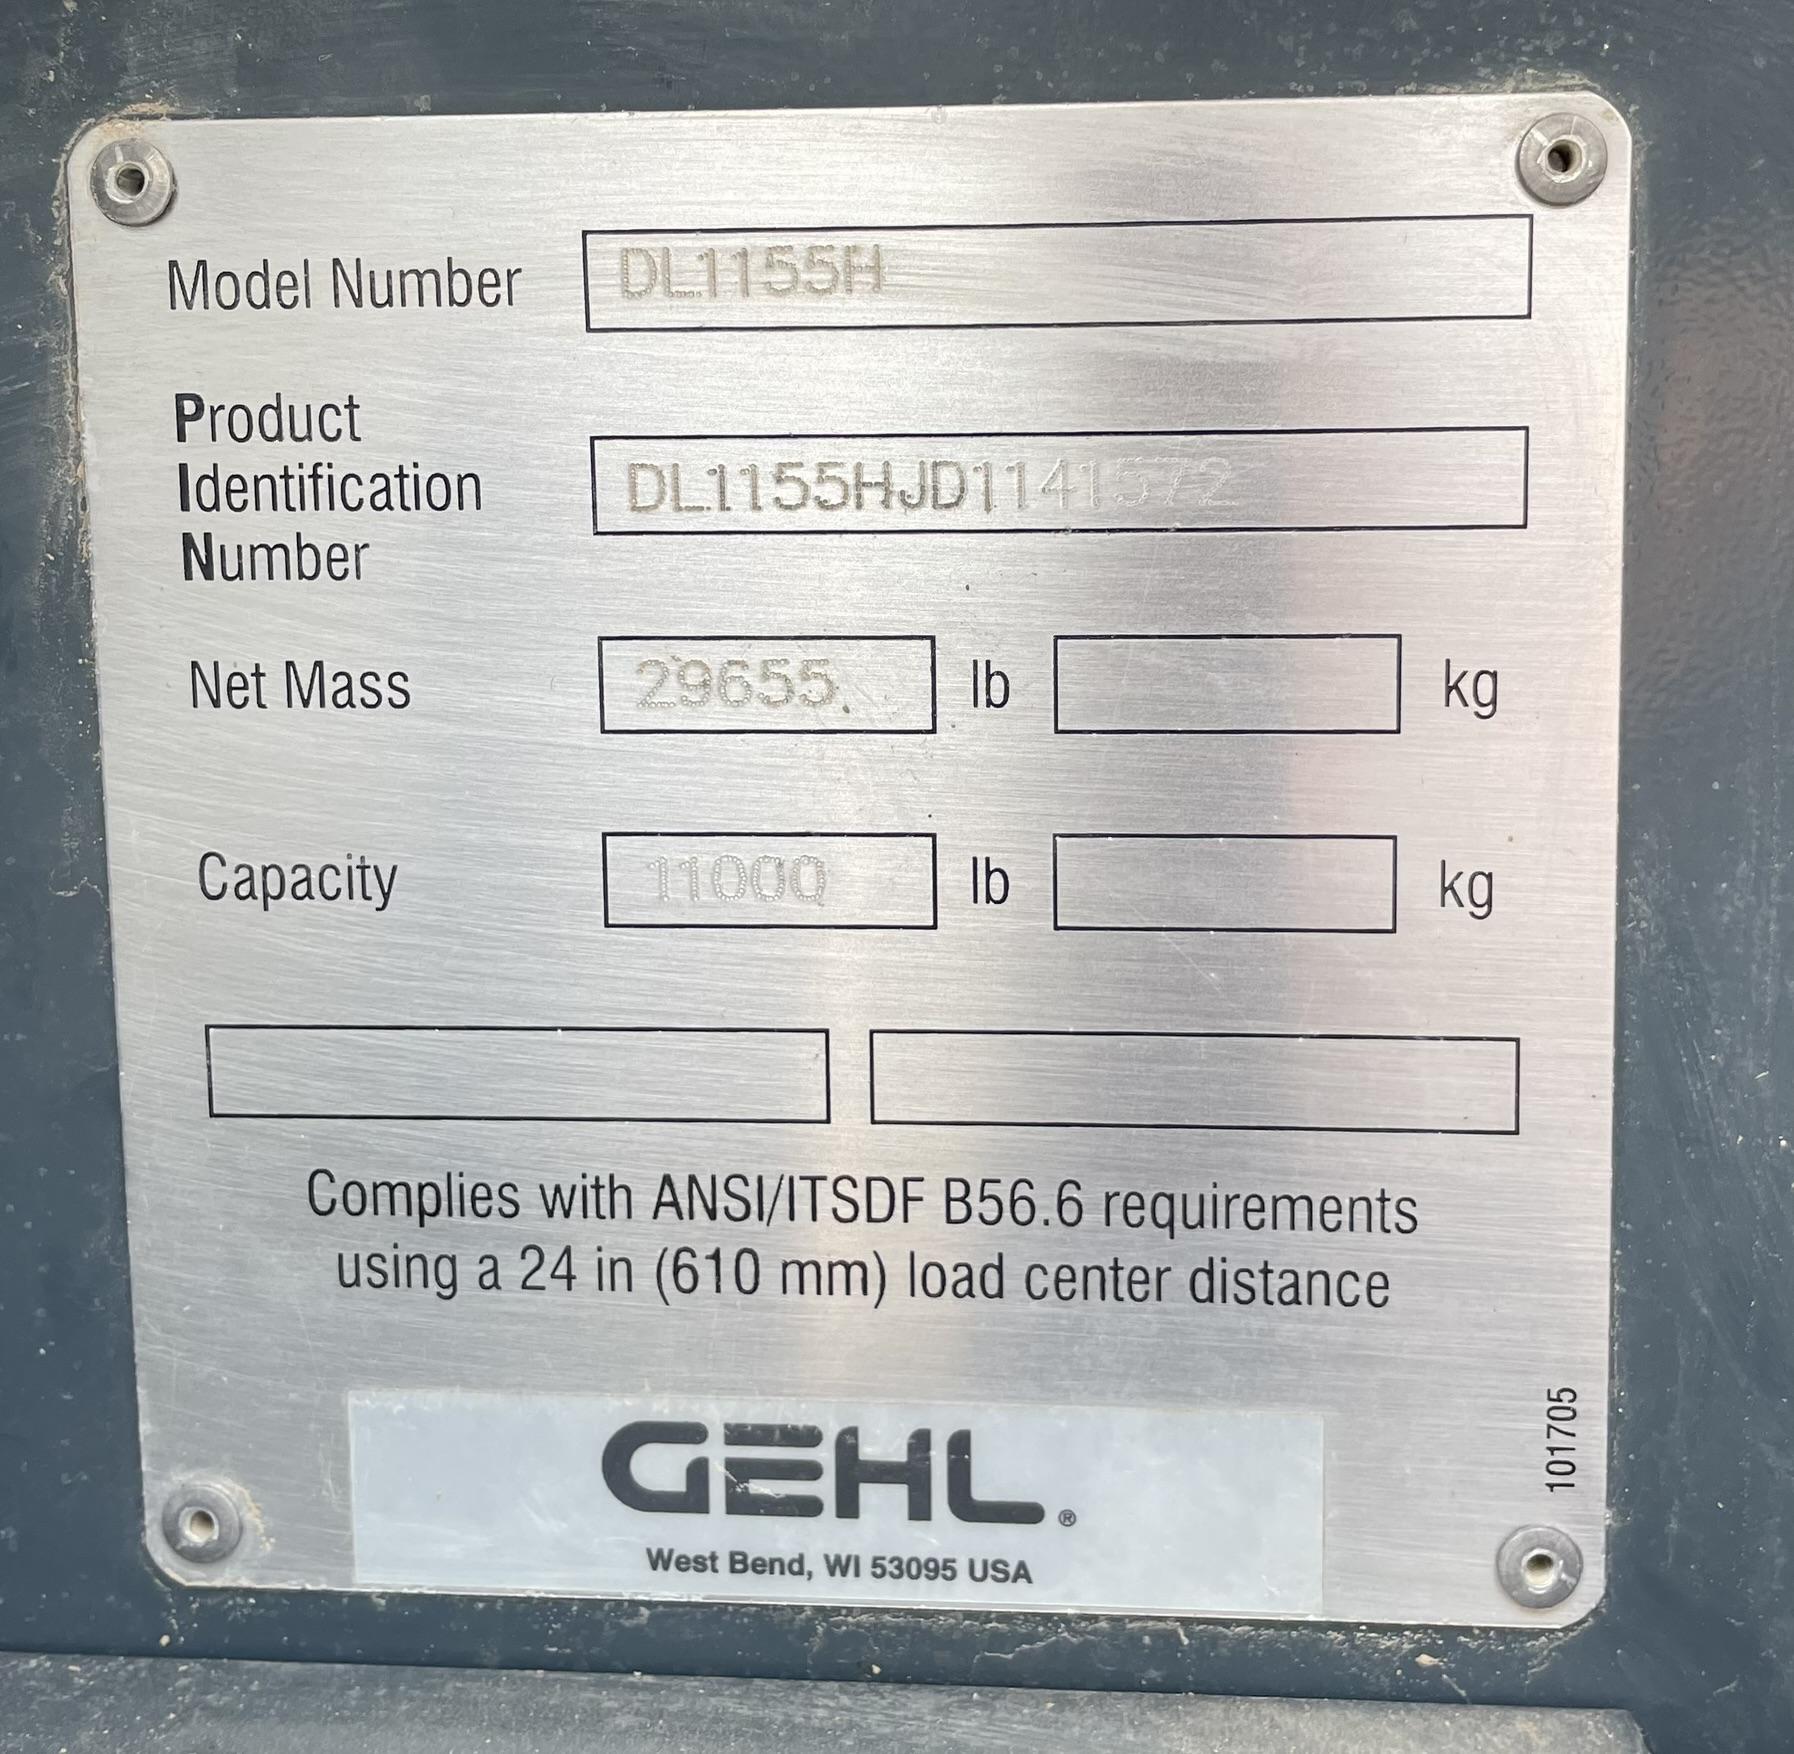 Model Number DL1155H
Product
Identification DL1155HJD1141572
Number
Net Mass 29655 lb kg
Capacity 11000 lb kg
Complies with ANSI/ITSDF B56.6 requirements
using a 24 in (610 mm) load center distance
101705
GEHL®
West Bend, WI 53095 USA